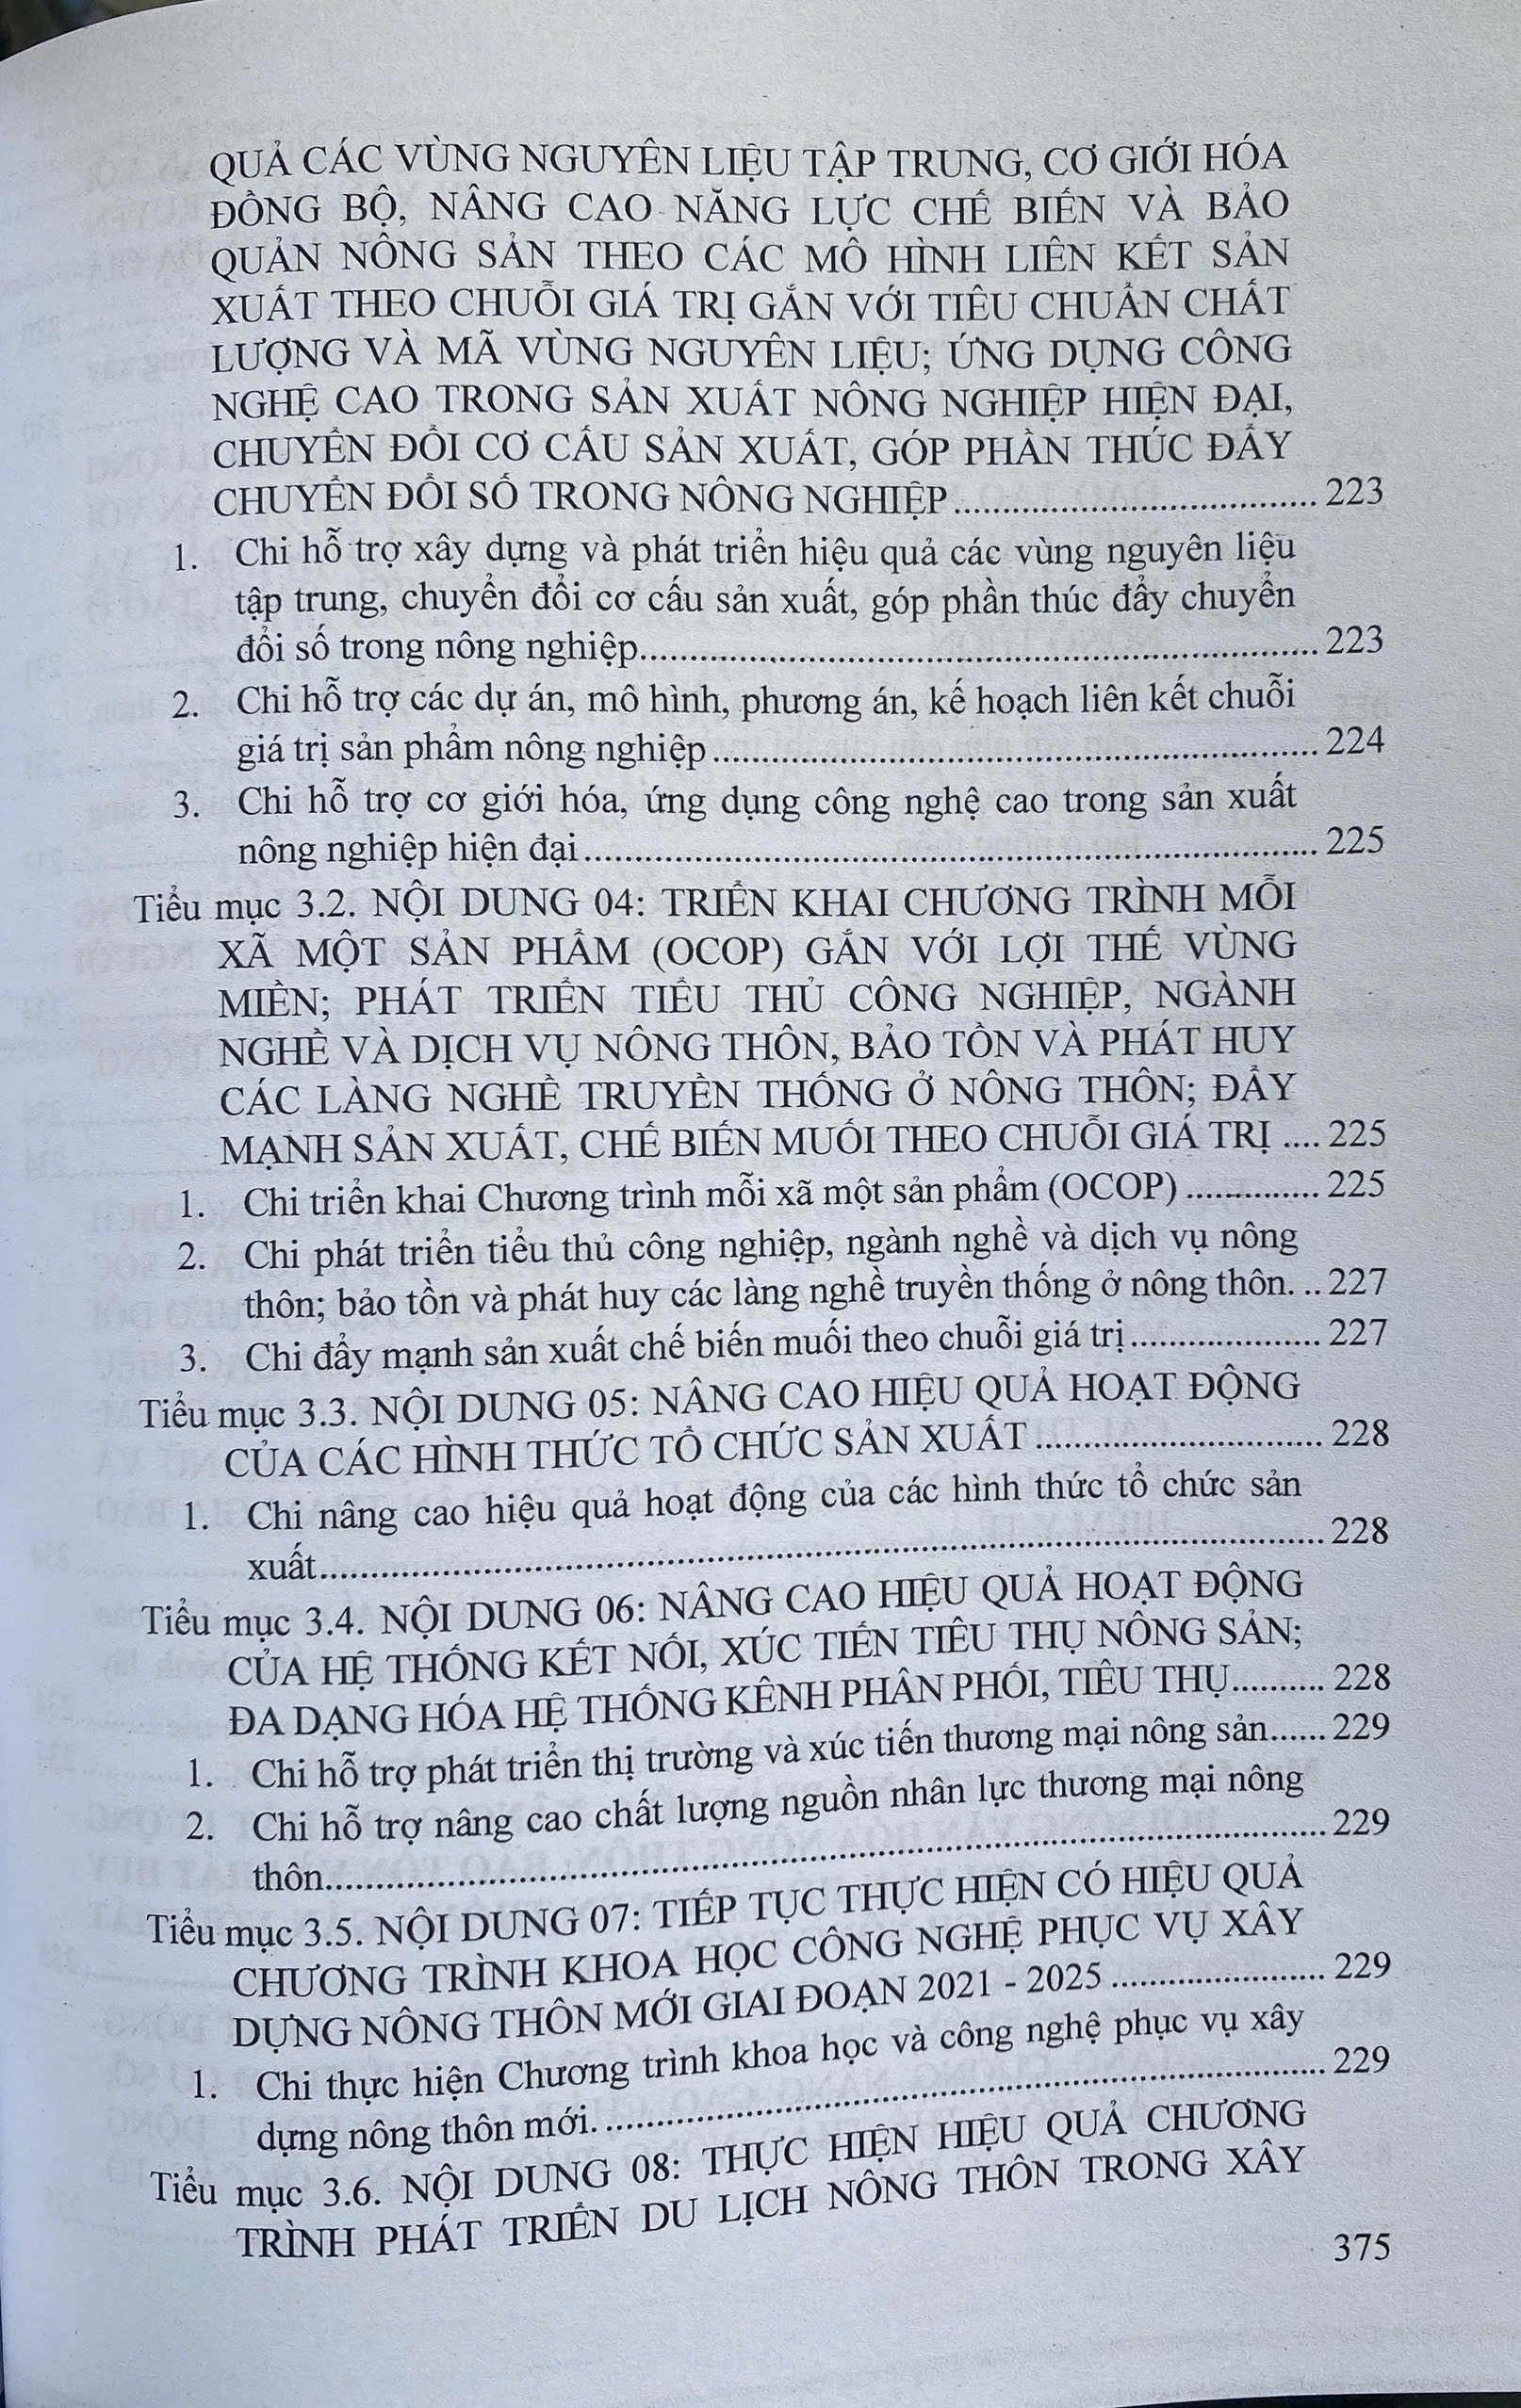 QUẢ CÁC VÙNG NGUYÊN LIỆU TẬP TRUNG, CƠ GIỚI HÓA
ĐỒNG BỘ, NÂNG CAO NĂNG LỰC CHẾ BIẾN VÀ BẢO
QUẢN NÔNG SẢN THEO CÁC MÔ HÌNH LIÊN KẾT SẢN
XUẤT THEO CHUỖI GIÁ TRỊ GẮN VỚI TIÊU CHUẨN CHẤT
LƯỢNG VÀ MÃ VÙNG NGUYÊN LIỆU; ỨNG DỤNG CÔNG
NGHỆ CAO TRONG SẢN XUẤT NÔNG NGHIỆP HIỆN ĐẠI,
CHUYỂN ĐỔI CƠ CẤU SẢN XUẤT, GÓP PHẦN THÚC ĐẨY
CHUYỂN ĐỔI SỐ TRONG NÔNG NGHIỆP .................................... 223
1. Chi hỗ trợ xây dựng và phát triển hiệu quả các vùng nguyên liệu
tập trung, chuyển đổi cơ cấu sản xuất, góp phần thúc đẩy chuyển
đổi số trong nông nghiệp.................................................................... 223
2. Chi hỗ trợ các dự án, mô hình, phương án, kế hoạch liên kết chuỗi
giá trị sản phẩm nông nghiệp ............................................................. 224
3. Chi hỗ trợ cơ giới hóa, ứng dụng công nghệ cao trong sản xuất
nông nghiệp hiện đại .......................................................................... 225
Tiểu mục 3.2. NỘI DUNG 04: TRIỂN KHAI CHƯƠNG TRÌNH MỖI
XÃ MỘT SẢN PHẨM (OCOP) GẮN VỚI LỢI THẾ VÙNG
MIỀN; PHÁT TRIỂN TIỂU THỦ CÔNG NGHIỆP, NGÀNH
NGHỀ VÀ DỊCH VỤ NÔNG THÔN, BẢO TỒN VÀ PHÁT HUY
CÁC LÀNG NGHỀ TRUYỀN THỐNG Ở NÔNG THÔN; ĐẨY
MẠNH SẢN XUẤT, CHẾ BIẾN MUỐI THEO CHUỖI GIÁ TRỊ .... 225
1. Chi triển khai Chương trình mỗi xã một sản phẩm (OCOP) .............. 225
2. Chi phát triển tiểu thủ công nghiệp, ngành nghề và dịch vụ nông
thôn; bảo tồn và phát huy các làng nghề truyền thống ở nông thôn. .. 227
3. Chi đẩy mạnh sản xuất chế biến muối theo chuỗi giá trị................... 227
Tiểu mục 3.3. NỘI DUNG 05: NÂNG CAO HIỆU QUẢ HOẠT ĐỘNG
CỦA CÁC HÌNH THỨC TỔ CHỨC SẢN XUẤT ............................. 228
1. Chi nâng cao hiệu quả hoạt động của các hình thức tổ chức sản
xuất..................................................................................................... 228
Tiểu mục 3.4. NỘI DUNG 06: NÂNG CAO HIỆU QUẢ HOẠT ĐỘNG
CỦA HỆ THỐNG KẾT NỐI, XÚC TIẾN TIÊU THỤ NÔNG SẢN;
ĐA DẠNG HÓA HỆ THỐNG KÊNH PHÂN PHỐI, TIÊU THỤ.......... 228
1. Chi hỗ trợ phát triển thị trường và xúc tiến thương mại nông sản...... 229
2. Chi hỗ trợ nâng cao chất lượng nguồn nhân lực thương mại nông
thôn..................................................................................................... 229
Tiểu mục 3.5. NỘI DUNG 07: TIẾP TỤC THỰC HIỆN CÓ HIỆU QUẢ
CHƯƠNG TRÌNH KHOA HỌC CÔNG NGHỆ PHỤC VỤ XÂY
DỰNG NÔNG THÔN MỚI GIAI ĐOẠN 2021 - 2025 ...................... 229
1. Chi thực hiện Chương trình khoa học và công nghệ phục vụ xây
dựng nông thôn mới. ......................................................................... 229
Tiểu mục 3.6. NỘI DUNG 08: THỰC HIỆN HIỆU QUẢ CHƯƠNG
TRÌNH PHÁT TRIỂN DU LỊCH NÔNG THÔN TRONG XÂY
375